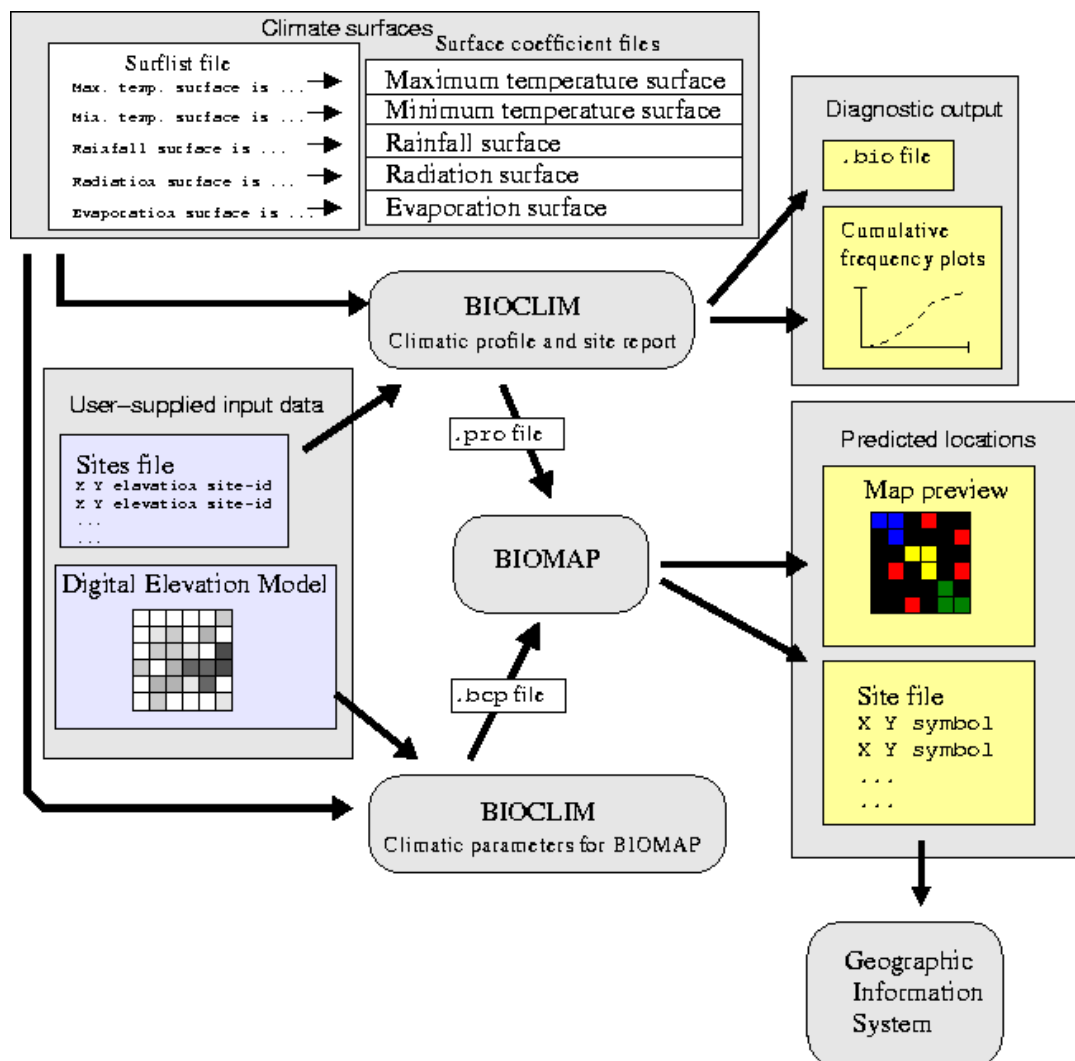 Climate surfaces
Surflist file
Max. temp. surface is ...
Min. temp. surface is ...
Rainfall surface is ...
Radiation surface is ...
Evaporation surface is ...
Surface coefficient files
Maximum temperature surface
Minimum temperature surface
Rainfall surface
Radiation surface
Evaporation surface
Diagnostic output
.bio file
Cumulative
frequency plots
BIOCLIM
Climatic profile and site report
User–supplied input data
Sites file
X Y elevation site-id
X Y elevation site-id
...
...
Digital Elevation Model
.pro file
BIOMAP
.bcp file
BIOCLIM
Climatic parameters for BIOMAP
Predicted locations
Map preview
Site file
X Y symbol
X Y symbol
...
...
Geographic
Information
System